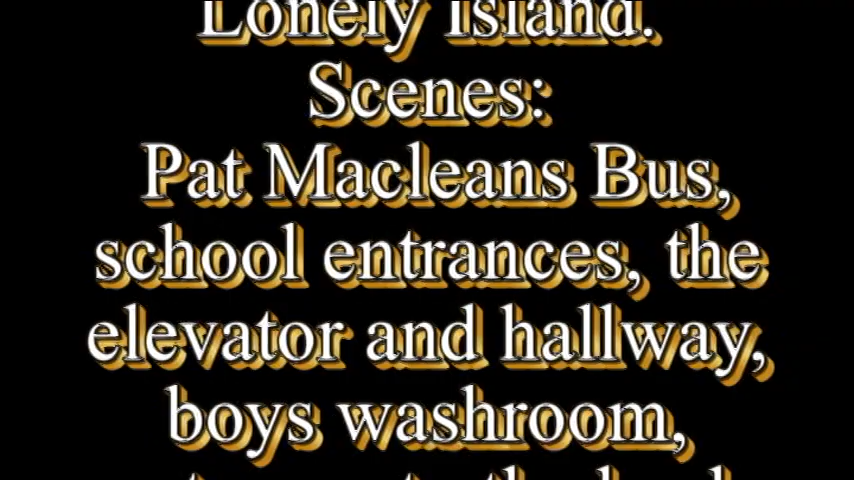 Lonely Island.
Scenes:
Pat Macleans Bus,
school entrances, the
elevator and hallway,
boys washroom,